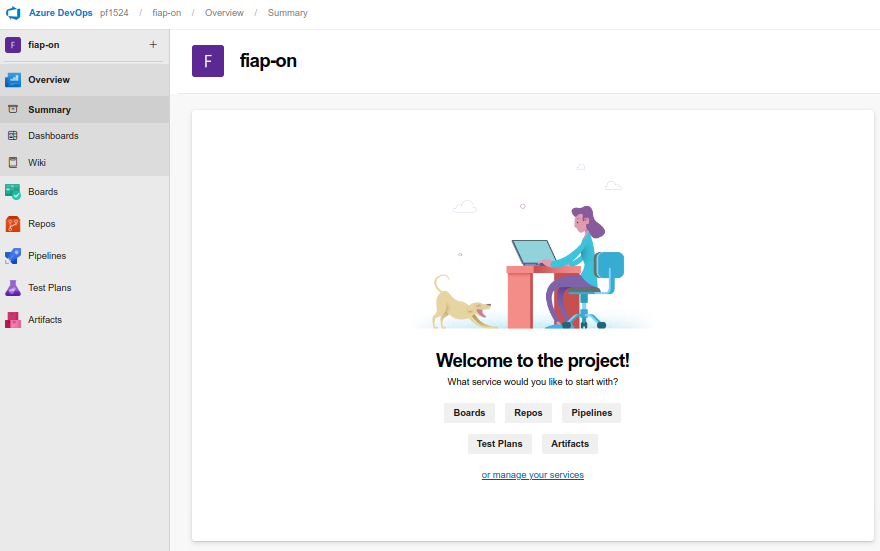 Azure DevOps pf1524 / fiap-on / Overview / Summary
F fiap-on +
Overview
Summary
Dashboards
Wiki
Boards
Repos
Pipelines
Test Plans
Artifacts
F fiap-on
Welcome to the project!
What service would you like to start with?
Boards Repos Pipelines
Test Plans Artifacts
or manage your services